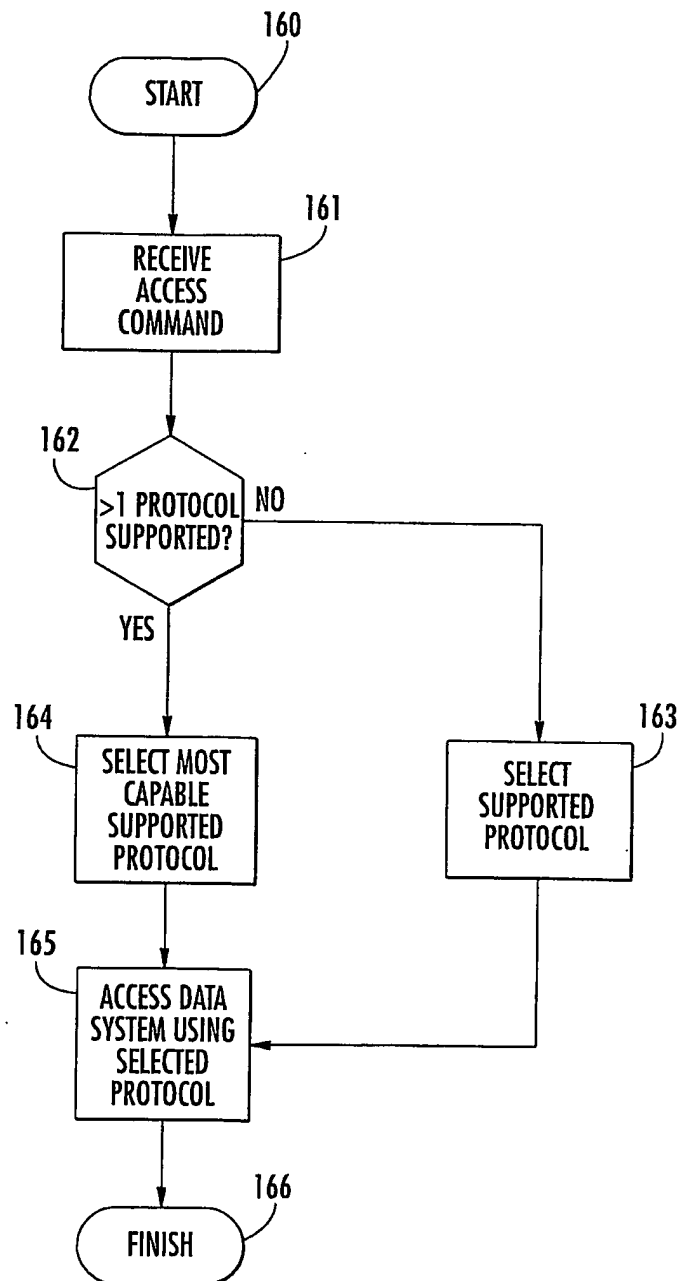 160
START
161
RECEIVE
ACCESS
COMMAND
162
>1 PROTOCOL
SUPPORTED?
NO
YES
164
SELECT MOST
CAPABLE
SUPPORTED
PROTOCOL
163
SELECT
SUPPORTED
PROTOCOL
165
ACCESS DATA
SYSTEM USING
SELECTED
PROTOCOL
166
FINISH